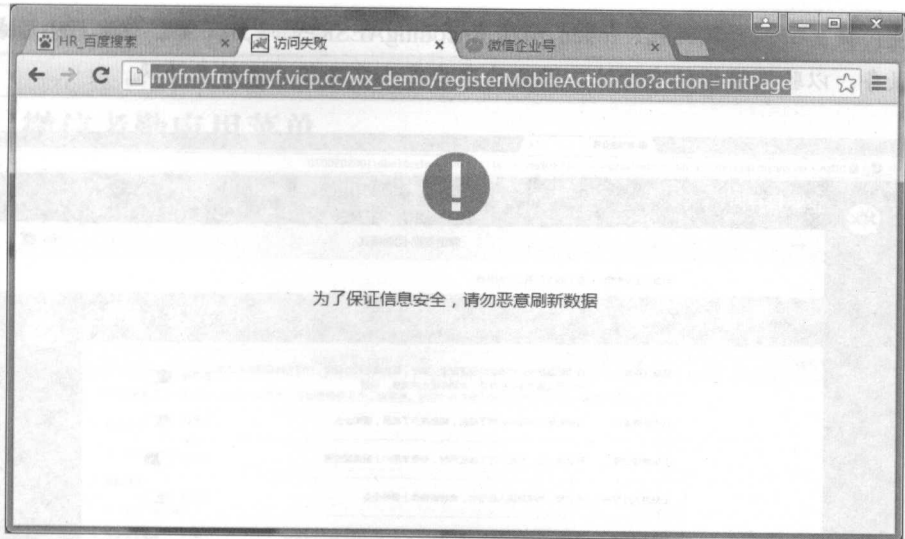 HR_百度搜索
访问失败
微信企业号
myfmyfmyfmyf.vicp.cc/wx_demo/registerMobileAction.do?action=initPage
为了保证信息安全，请勿恶意刷新数据